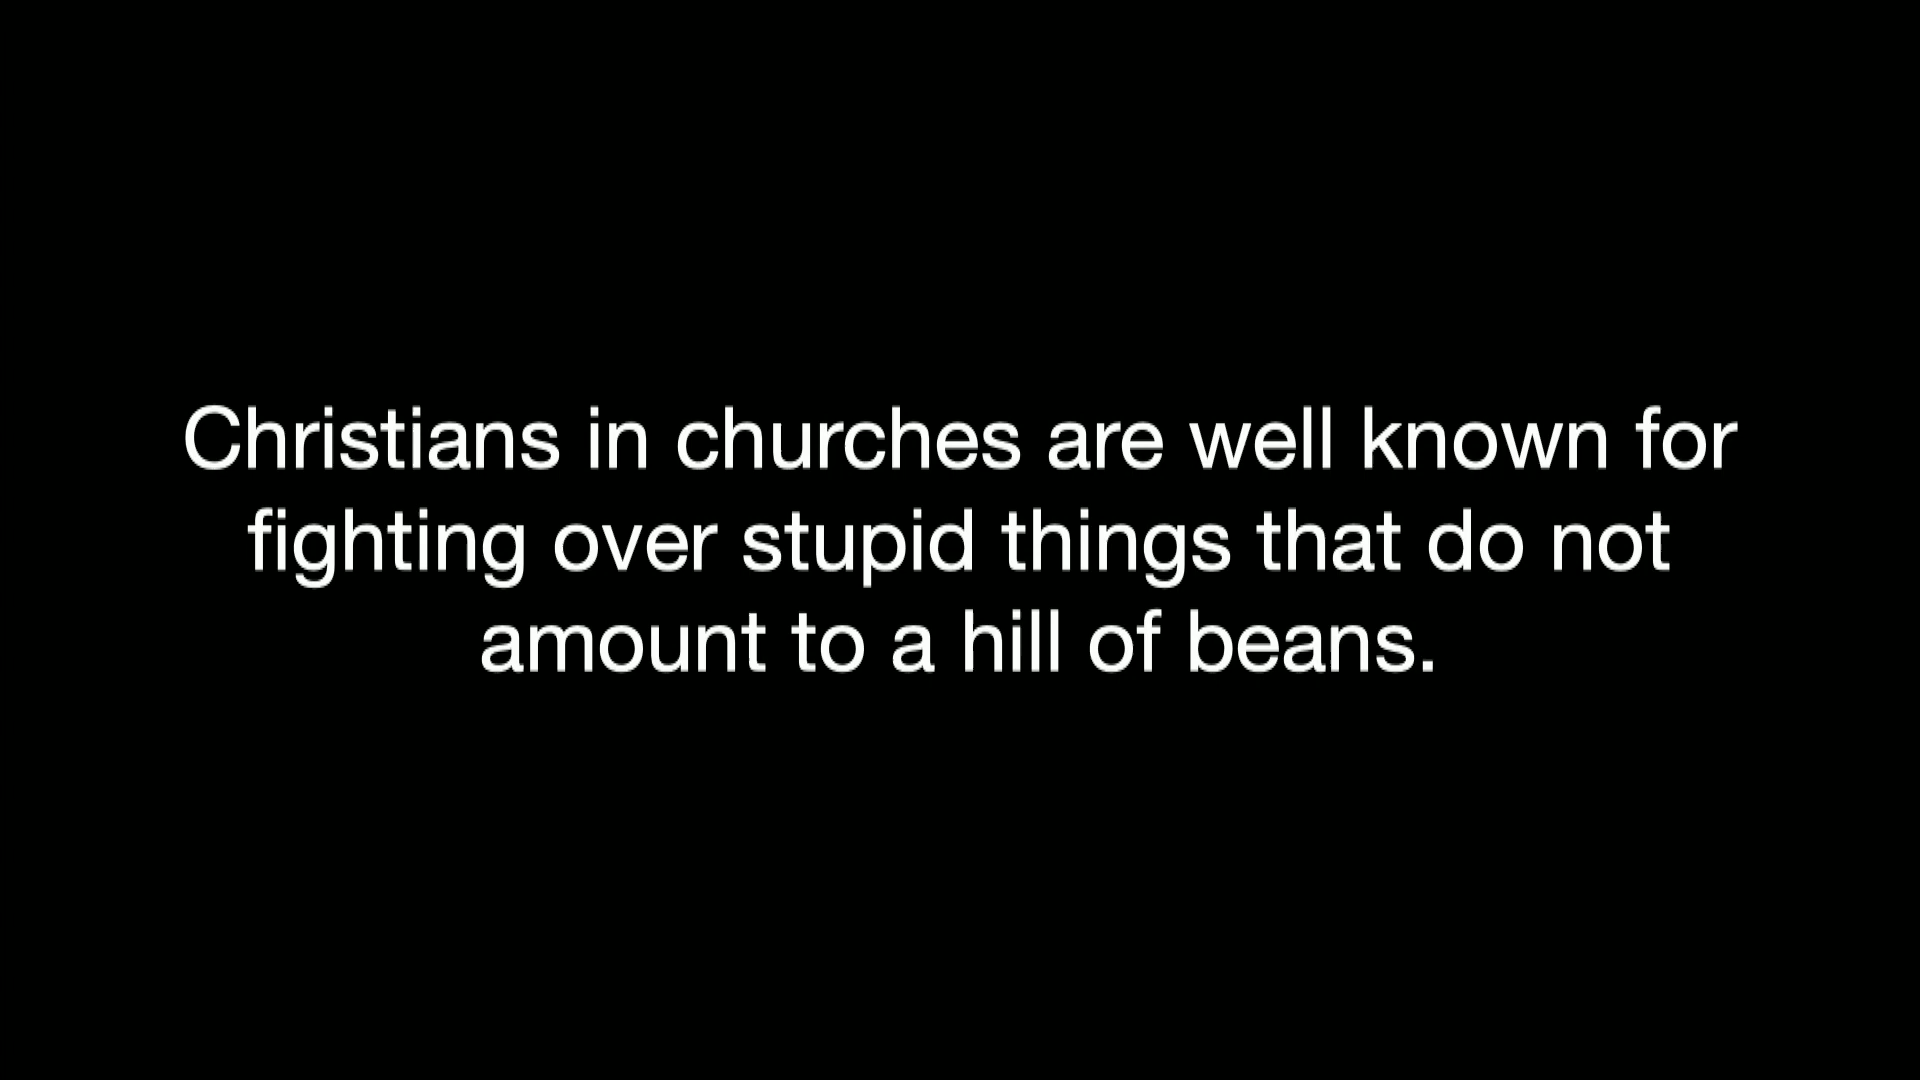 Christians in churches are well known for
fighting over stupid things that do not
amount to a hill of beans.